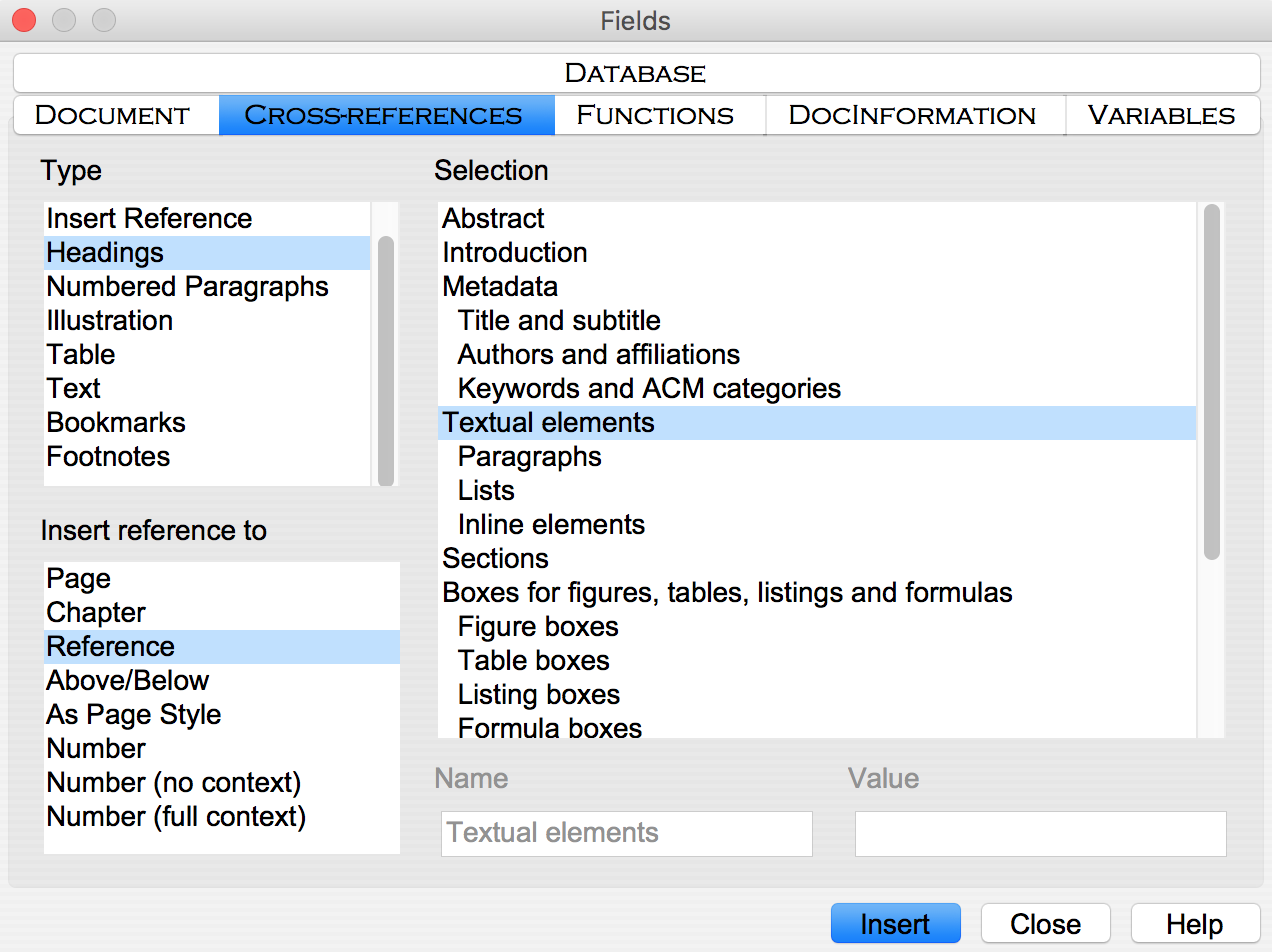 Fields
Database
Document Cross-references Functions DocInformation Variables
Type
Insert Reference
Headings
Numbered Paragraphs
Illustration
Table
Text
Bookmarks
Footnotes
Insert reference to
Page
Chapter
Reference
Above/Below
As Page Style
Number
Number (no context)
Number (full context)
Selection
Abstract
Introduction
Metadata
Title and subtitle
Authors and affiliations
Keywords and ACM categories
Textual elements
Paragraphs
Lists
Inline elements
Sections
Boxes for figures, tables, listings and formulas
Figure boxes
Table boxes
Listing boxes
Formula boxes
Name Value
Textual elements
Insert Close Help